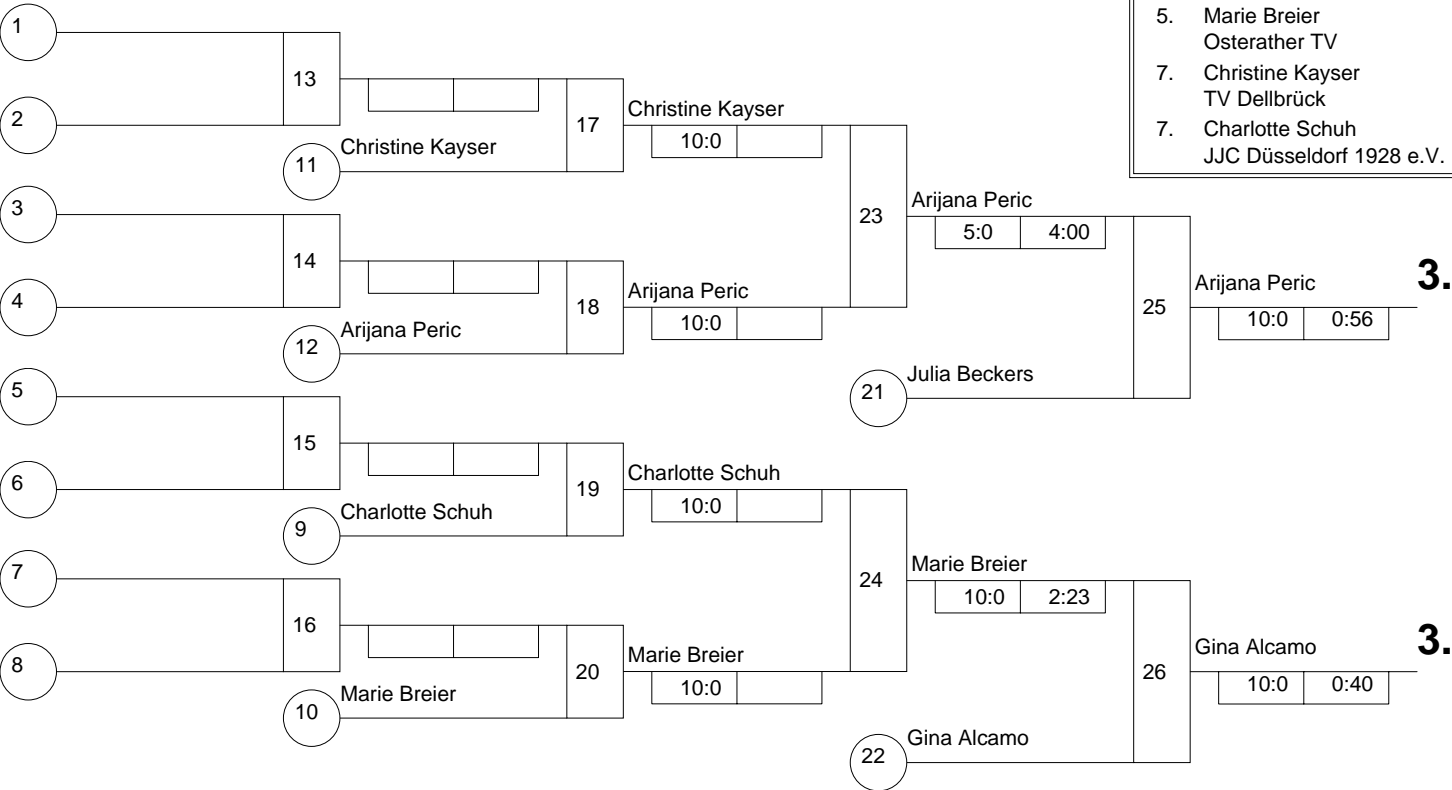 1
5. Marie Breier
Osterather TV
13
7. Christine Kayser
TV Dellbrück
2
17
Christine Kayser
10:0
11
Christine Kayser
7. Charlotte Schuh
JJC Düsseldorf 1928 e.V.
3
23
Arijana Peric
5:0 4:00
14
4
18
Arijana Peric
10:0
25
Arijana Peric
10:0 0:56
3.
12
Arijana Peric
5
21
Julia Beckers
15
6
19
Charlotte Schuh
10:0
9
Charlotte Schuh
7
24
Marie Breier
10:0 2:23
16
8
20
Marie Breier
10:0
26
Gina Alcamo
10:0 0:40
3.
10
Marie Breier
22
Gina Alcamo